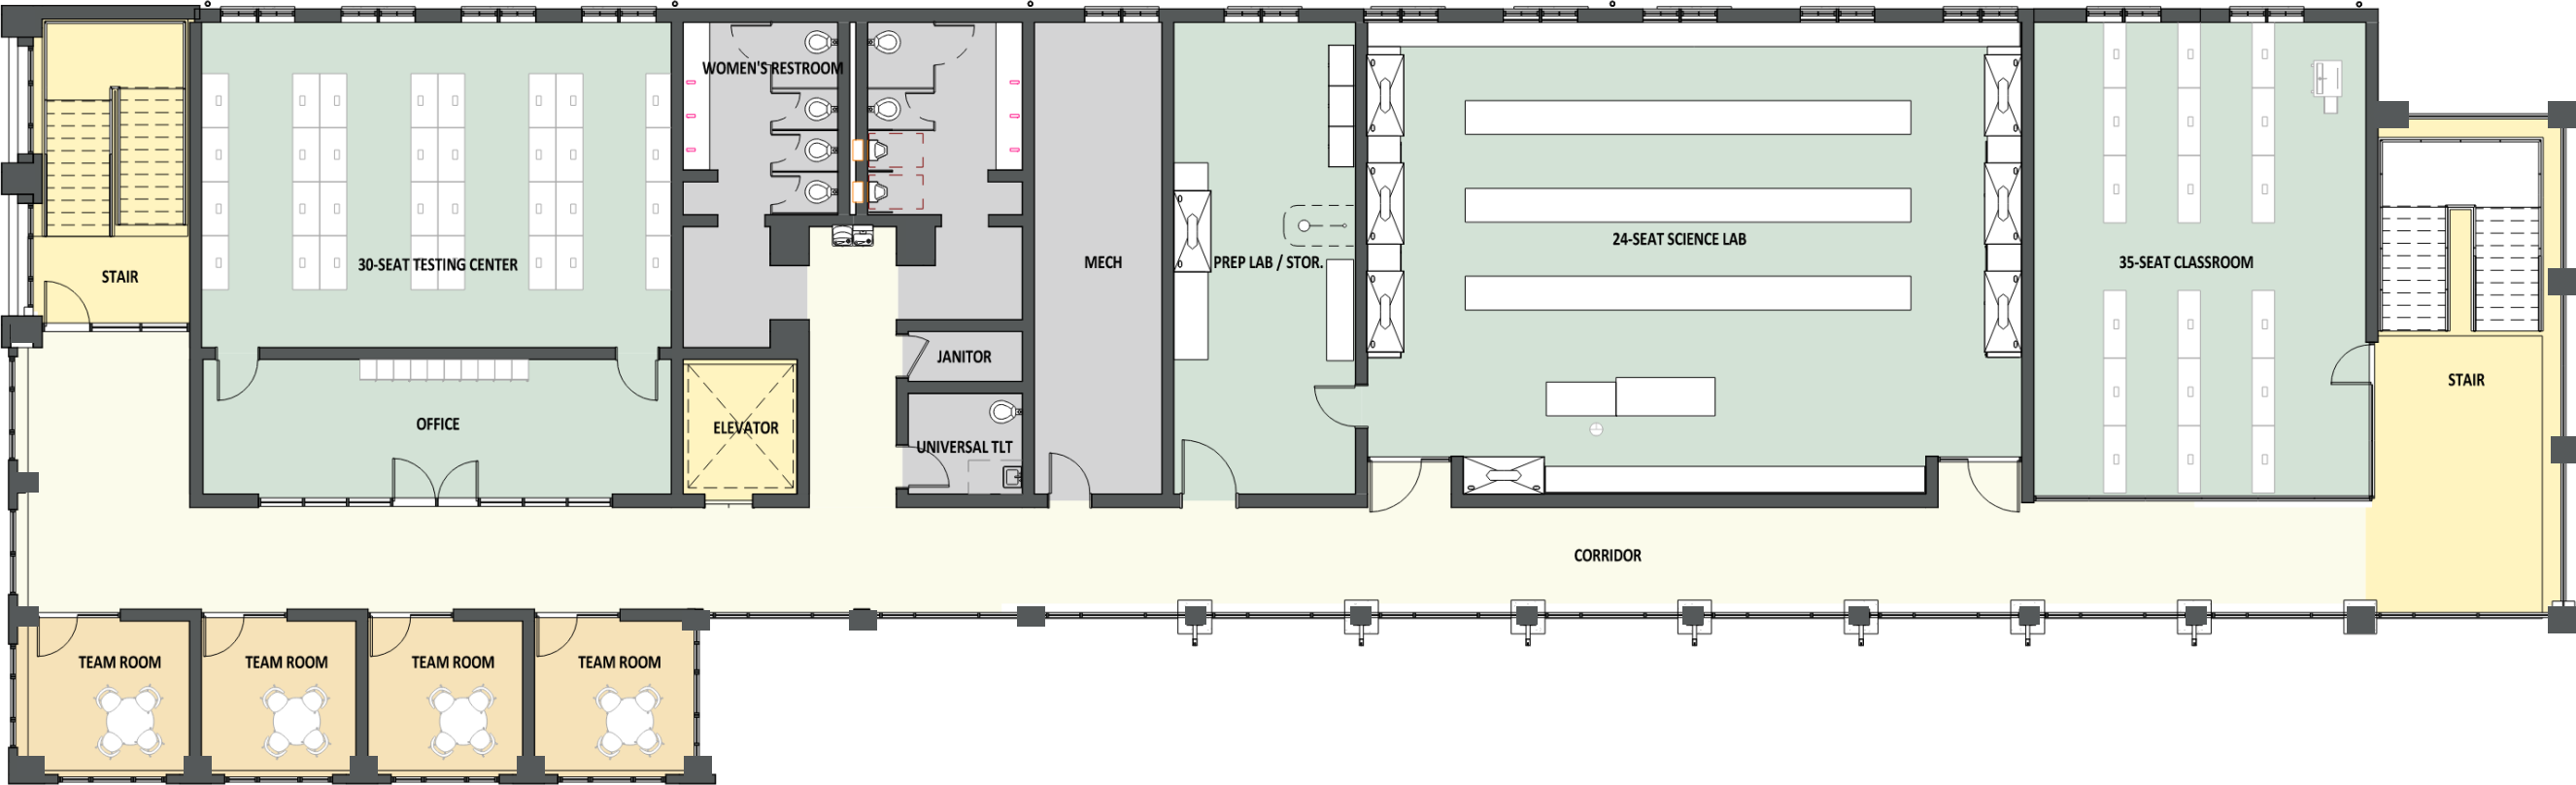 WOMEN'S RESTROOM
STAIR
30-SEAT TESTING CENTER
MECH
PREP LAB / STOR.
24-SEAT SCIENCE LAB
35-SEAT CLASSROOM
STAIR
JANITOR
OFFICE
ELEVATOR
UNIVERSAL TLT
CORRIDOR
TEAM ROOM
TEAM ROOM
TEAM ROOM
TEAM ROOM